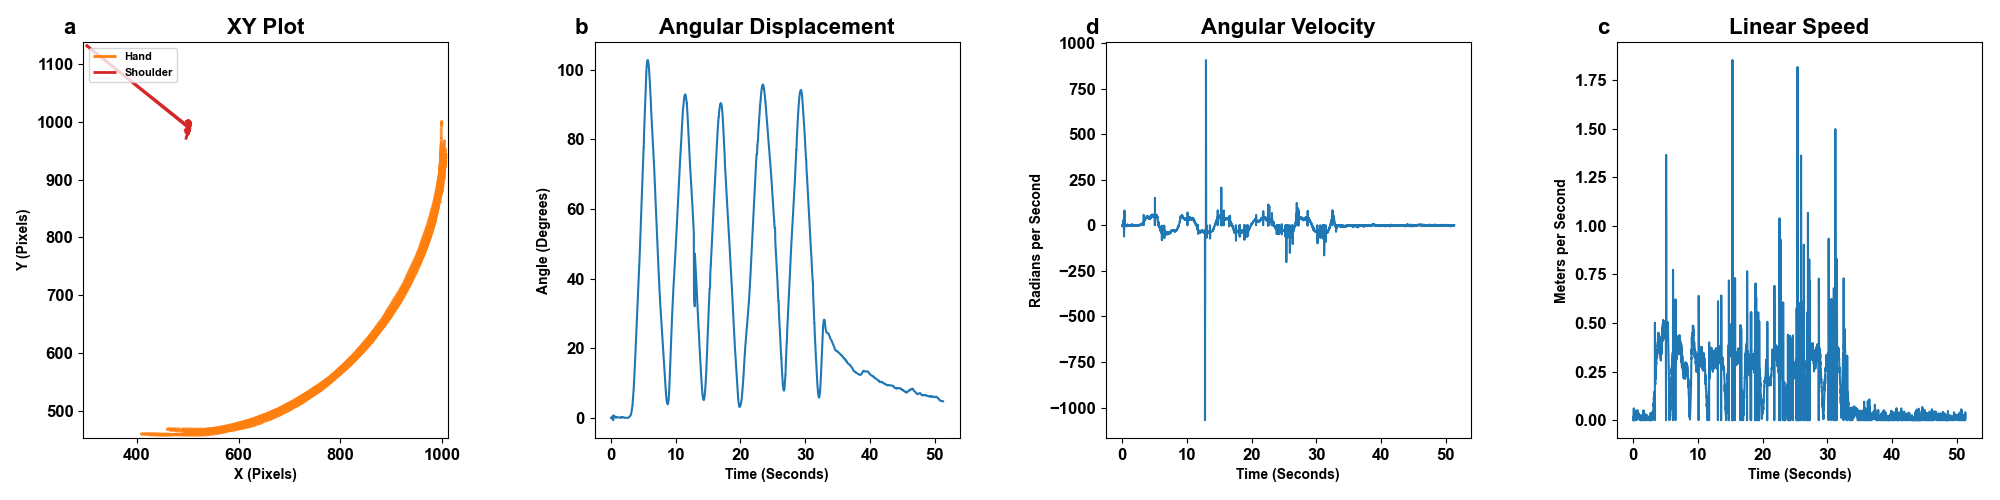 a XY Plot
Hand
Shoulder
1100
1000
900
800
700
600
500
Y (Pixels)
400 600 800 1000
X (Pixels)
b Angular Displacement
100
80
60
40
20
0
Angle (Degrees)
0 10 20 30 40 50
Time (Seconds)
d Angular Velocity
1000
750
500
250
0
−250
−500
−750
−1000
Radians per Second
0 10 20 30 40 50
Time (Seconds)
c Linear Speed
1.75
1.50
1.25
1.00
0.75
0.50
0.25
0.00
Meters per Second
0 10 20 30 40 50
Time (Seconds)